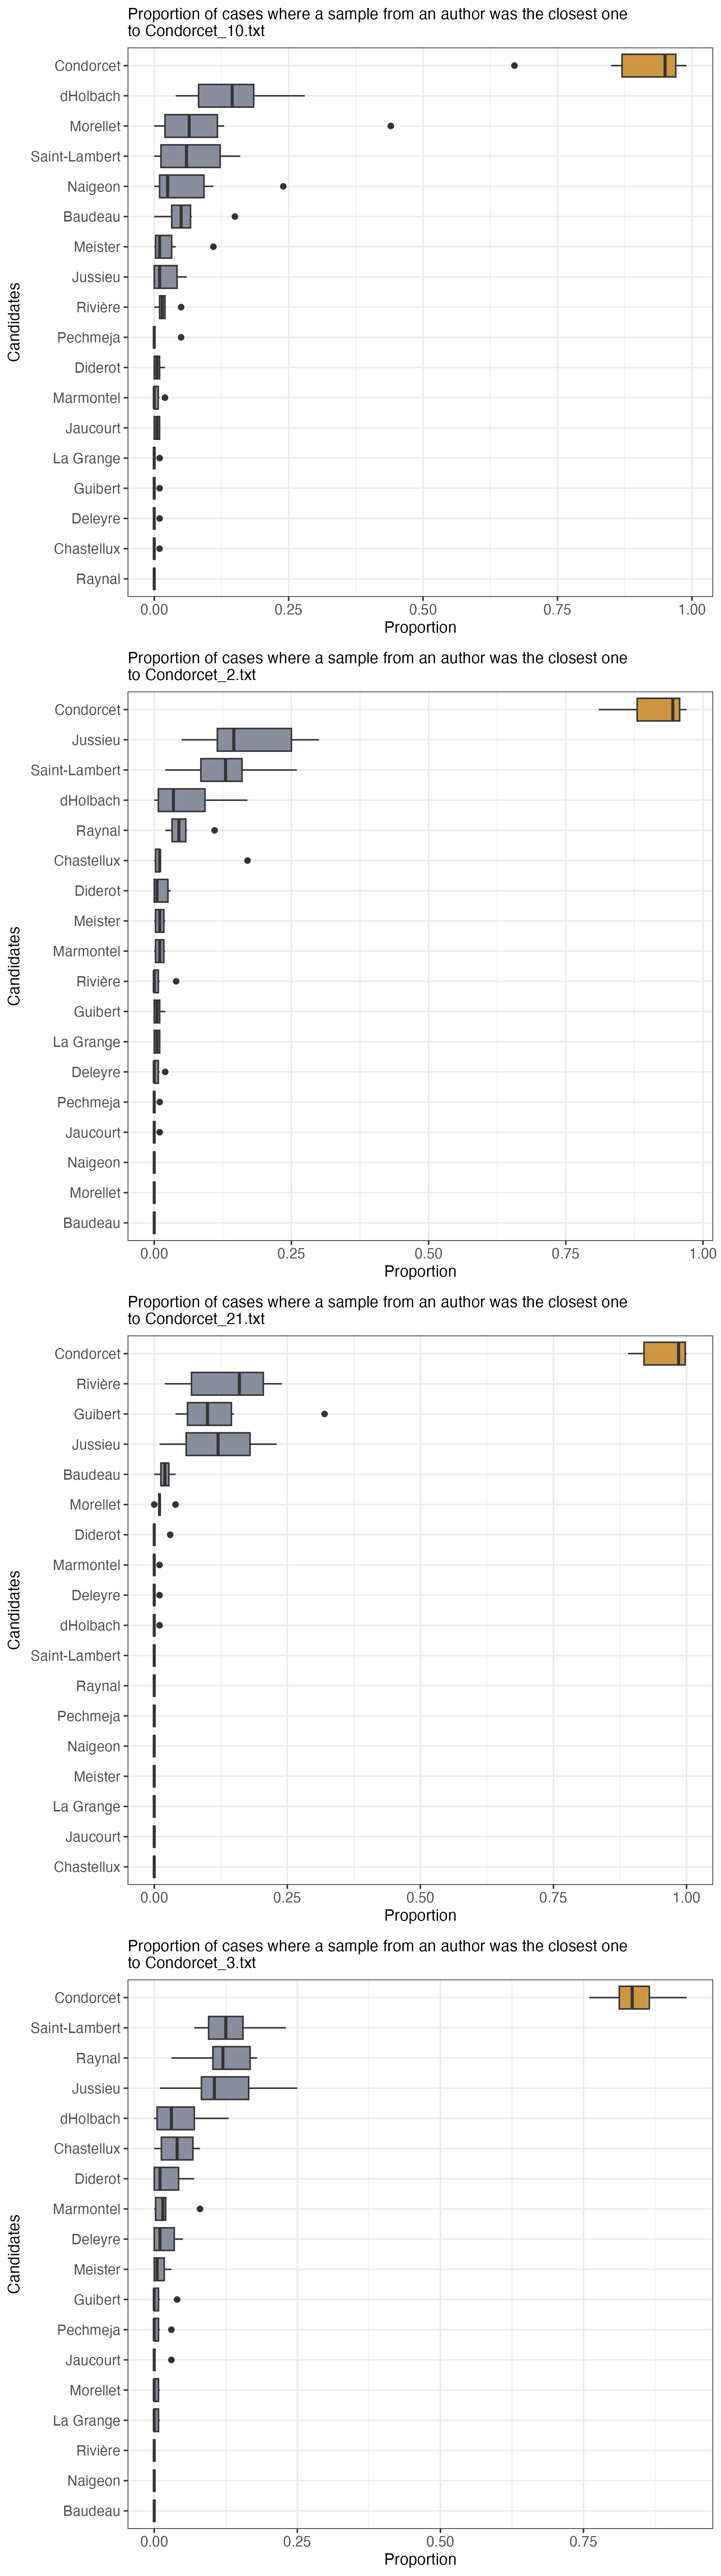 Proportion of cases where a sample from an author was the closest one
to Condorcet_10.txt
Candidates
Condorcet
dHolbach
Morellet
Saint-Lambert
Naigeon
Baudeau
Meister
Jussieu
Rivière
Pechmeja
Diderot
Marmontel
Jaucourt
La Grange
Guibert
Deleyre
Chastellux
Raynal
0.00 0.25 0.50 0.75 1.00
Proportion
Proportion of cases where a sample from an author was the closest one
to Condorcet_2.txt
Candidates
Condorcet
Jussieu
Saint-Lambert
dHolbach
Raynal
Chastellux
Diderot
Meister
Marmontel
Rivière
Guibert
La Grange
Deleyre
Pechmeja
Jaucourt
Naigeon
Morellet
Baudeau
0.00 0.25 0.50 0.75 1.00
Proportion
Proportion of cases where a sample from an author was the closest one
to Condorcet_21.txt
Candidates
Condorcet
Rivière
Guibert
Jussieu
Baudeau
Morellet
Diderot
Marmontel
Deleyre
dHolbach
Saint-Lambert
Raynal
Pechmeja
Naigeon
Meister
La Grange
Jaucourt
Chastellux
0.00 0.25 0.50 0.75 1.00
Proportion
Proportion of cases where a sample from an author was the closest one
to Condorcet_3.txt
Candidates
Condorcet
Saint-Lambert
Raynal
Jussieu
dHolbach
Chastellux
Diderot
Marmontel
Deleyre
Meister
Guibert
Pechmeja
Jaucourt
Morellet
La Grange
Rivière
Naigeon
Baudeau
0.00 0.25 0.50 0.75
Proportion